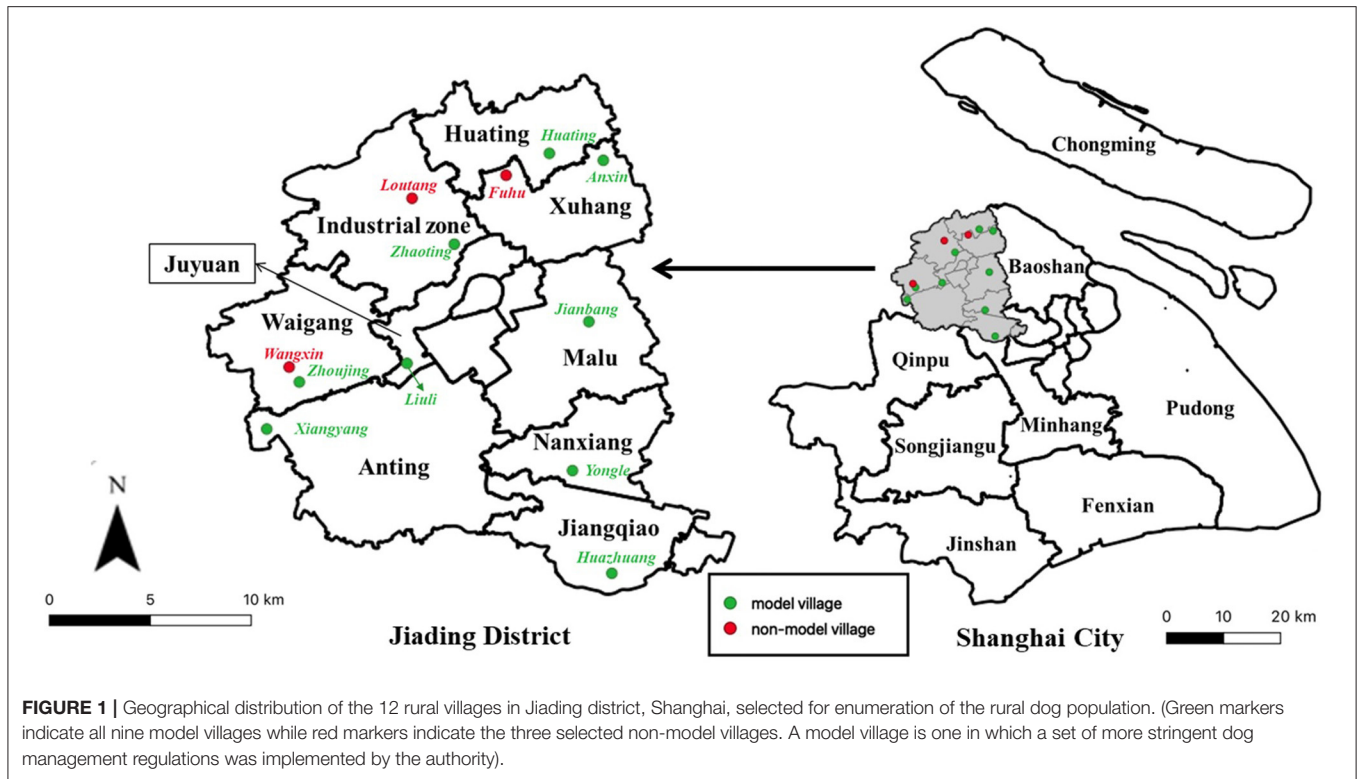 Huating
Huating
Anxin
Fuhu
Xuhang
Loutang
Industrial zone
Zhaoting
Juyuan
Waigang
Wangxin
Zhoujing
Liuli
Jianbang
Malu
Xiangyang
Anting
Nanxiang
Yongle
Jiangqiao
Huazhuang
N
0 5 10 km
Jiading District
model village
non-model village
Chongming
Baoshan
Qinpu
Songjiangu
Minhang
Pudong
Fenxian
Jinshan
Shanghai City
0 10 20 km
FIGURE 1 | Geographical distribution of the 12 rural villages in Jiading district, Shanghai, selected for enumeration of the rural dog population. (Green markers
indicate all nine model villages while red markers indicate the three selected non-model villages. A model village is one in which a set of more stringent dog
management regulations was implemented by the authority).